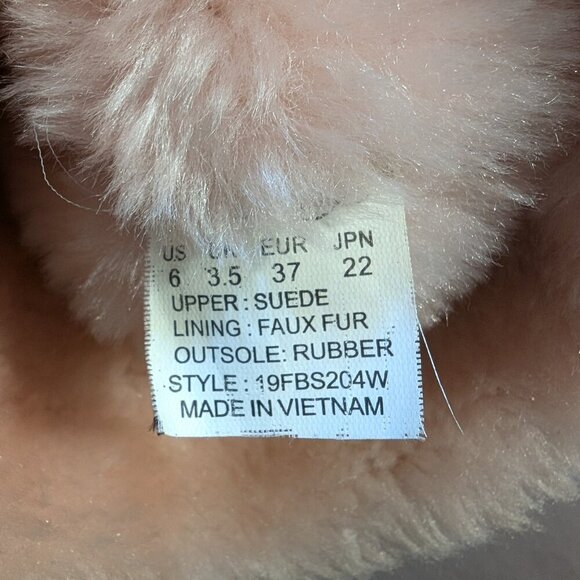 US UK EUR JPN
6 3.5 37 22
UPPER : SUEDE
LINING : FAUX FUR
OUTSOLE: RUBBER
STYLE : 19FBS204W
MADE IN VIETNAM